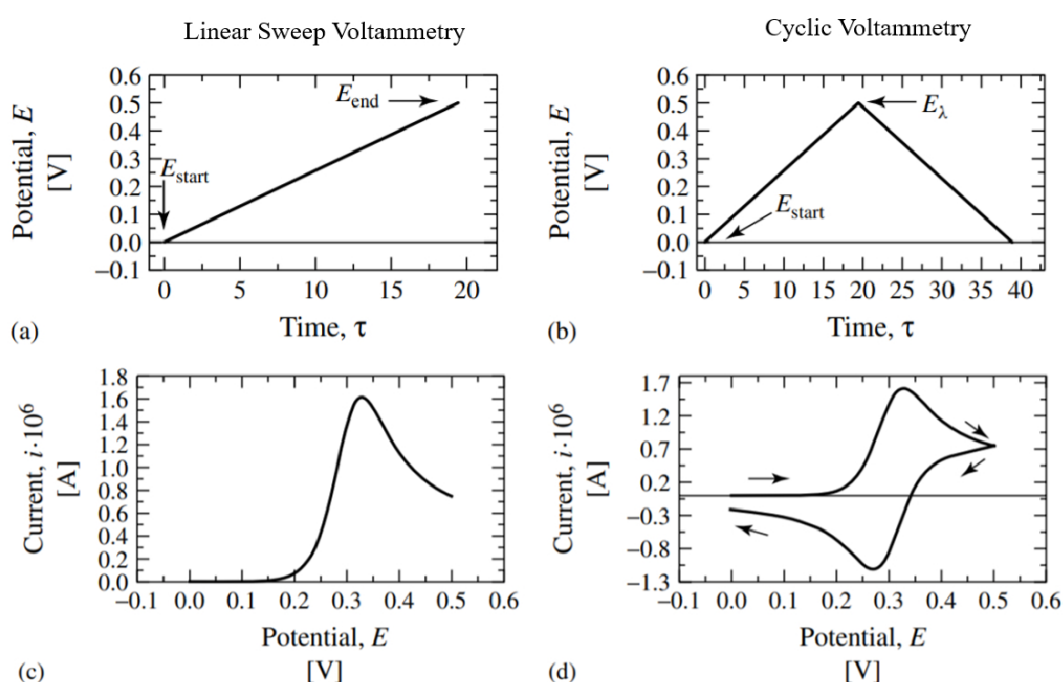 Linear Sweep Voltammetry
Cyclic Voltammetry
Potential, E
[V]
0.6
0.5
0.4
0.3
0.2
0.1
0.0
−0.1
E_end
E_start
0 5 10 15 20
Time, τ
(a)
Potential, E
[V]
0.6
0.5
0.4
0.3
0.2
0.1
0.0
−0.1
E_λ
E_start
0 5 10 15 20 25 30 35 40
Time, τ
(b)
Current, i·10⁶
[A]
1.8
1.6
1.4
1.2
1.0
0.8
0.6
0.4
0.2
0.0
−0.1 0.0 0.1 0.2 0.3 0.4 0.5 0.6
Potential, E
[V]
(c)
Current, i·10⁶
[A]
1.7
1.2
0.7
0.2
−0.3
−0.8
−1.3
−0.1 0.0 0.1 0.2 0.3 0.4 0.5 0.6
Potential, E
[V]
(d)